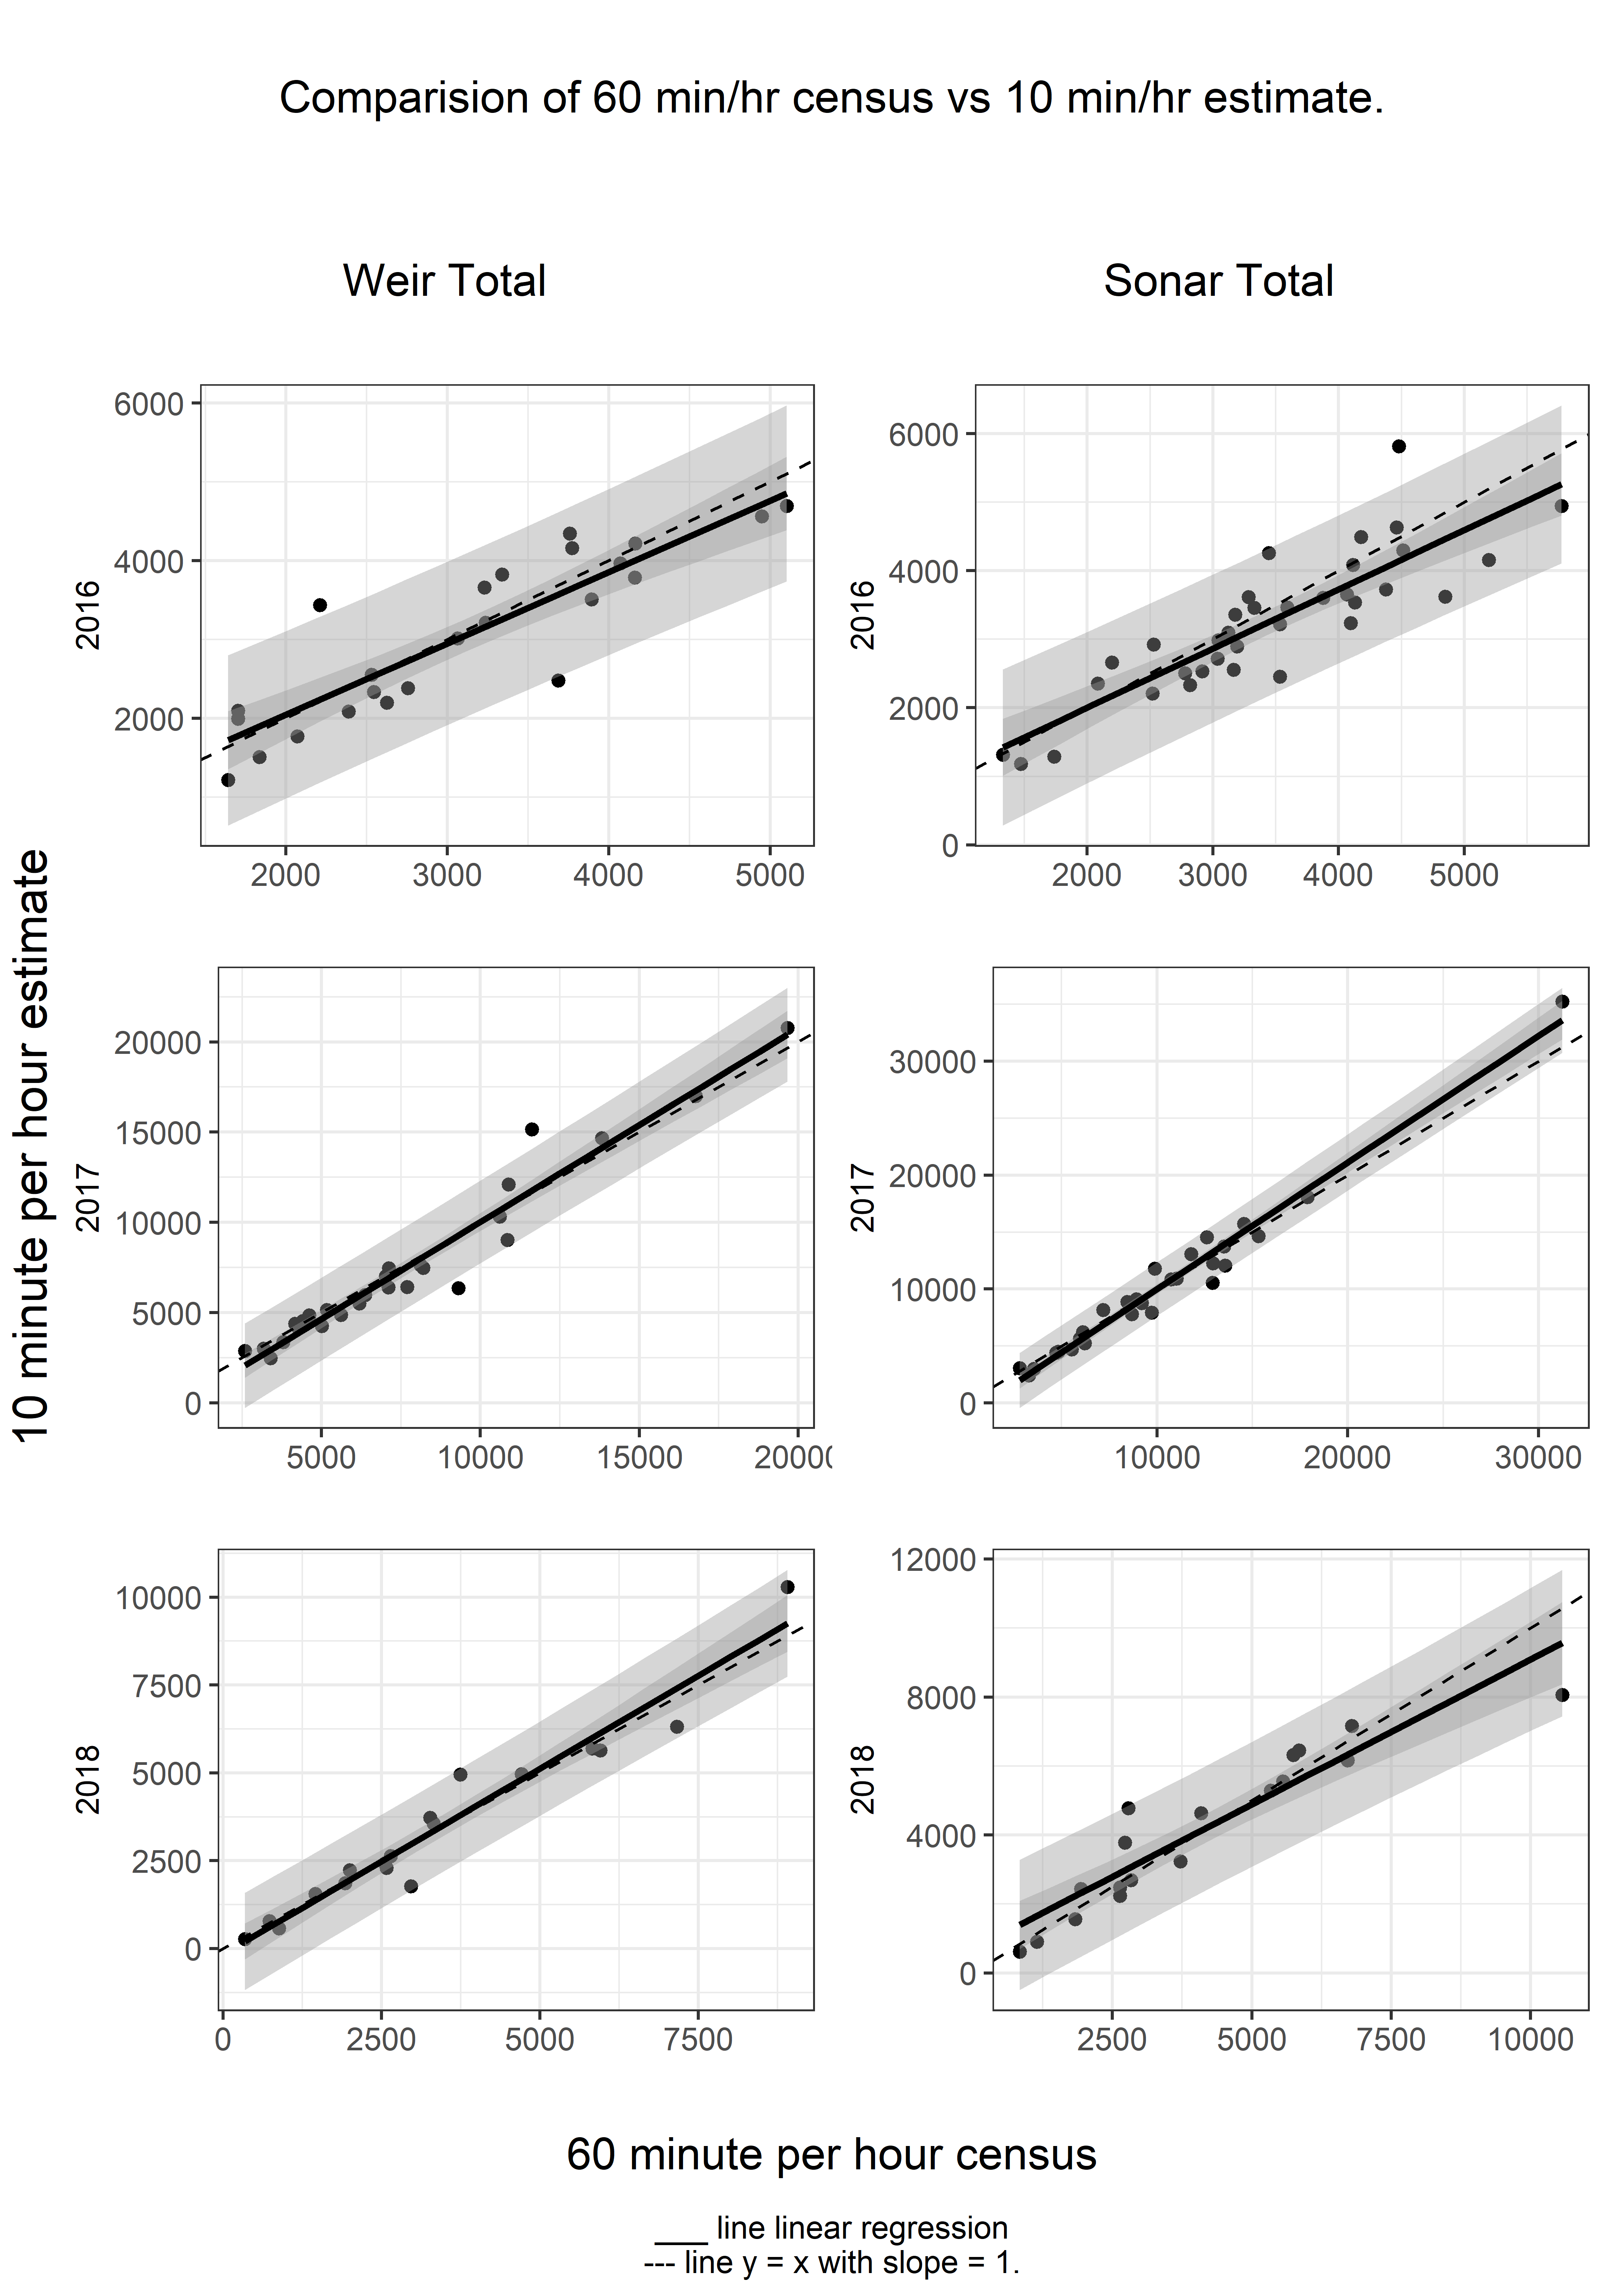 Comparision of 60 min/hr census vs 10 min/hr estimate.
Weir Total
Sonar Total
10 minute per hour estimate
2016
6000
4000
2000
2000 3000 4000 5000
2016
6000
4000
2000
0
2000 3000 4000 5000
2017
20000
15000
10000
5000
0
5000 10000 15000 20000
2017
30000
20000
10000
0
10000 20000 30000
2018
10000
7500
5000
2500
0
0 2500 5000 7500
2018
12000
8000
4000
0
2500 5000 7500 10000
60 minute per hour census
___ line linear regression
--- line y = x with slope = 1.